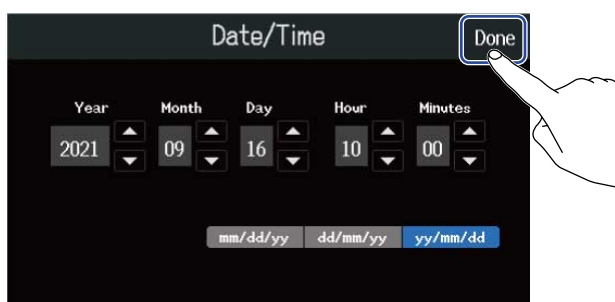 Date/Time Done
Year Month Day Hour Minutes
2021 09 16 10 00
mm/dd/yy dd/mm/yy yy/mm/dd